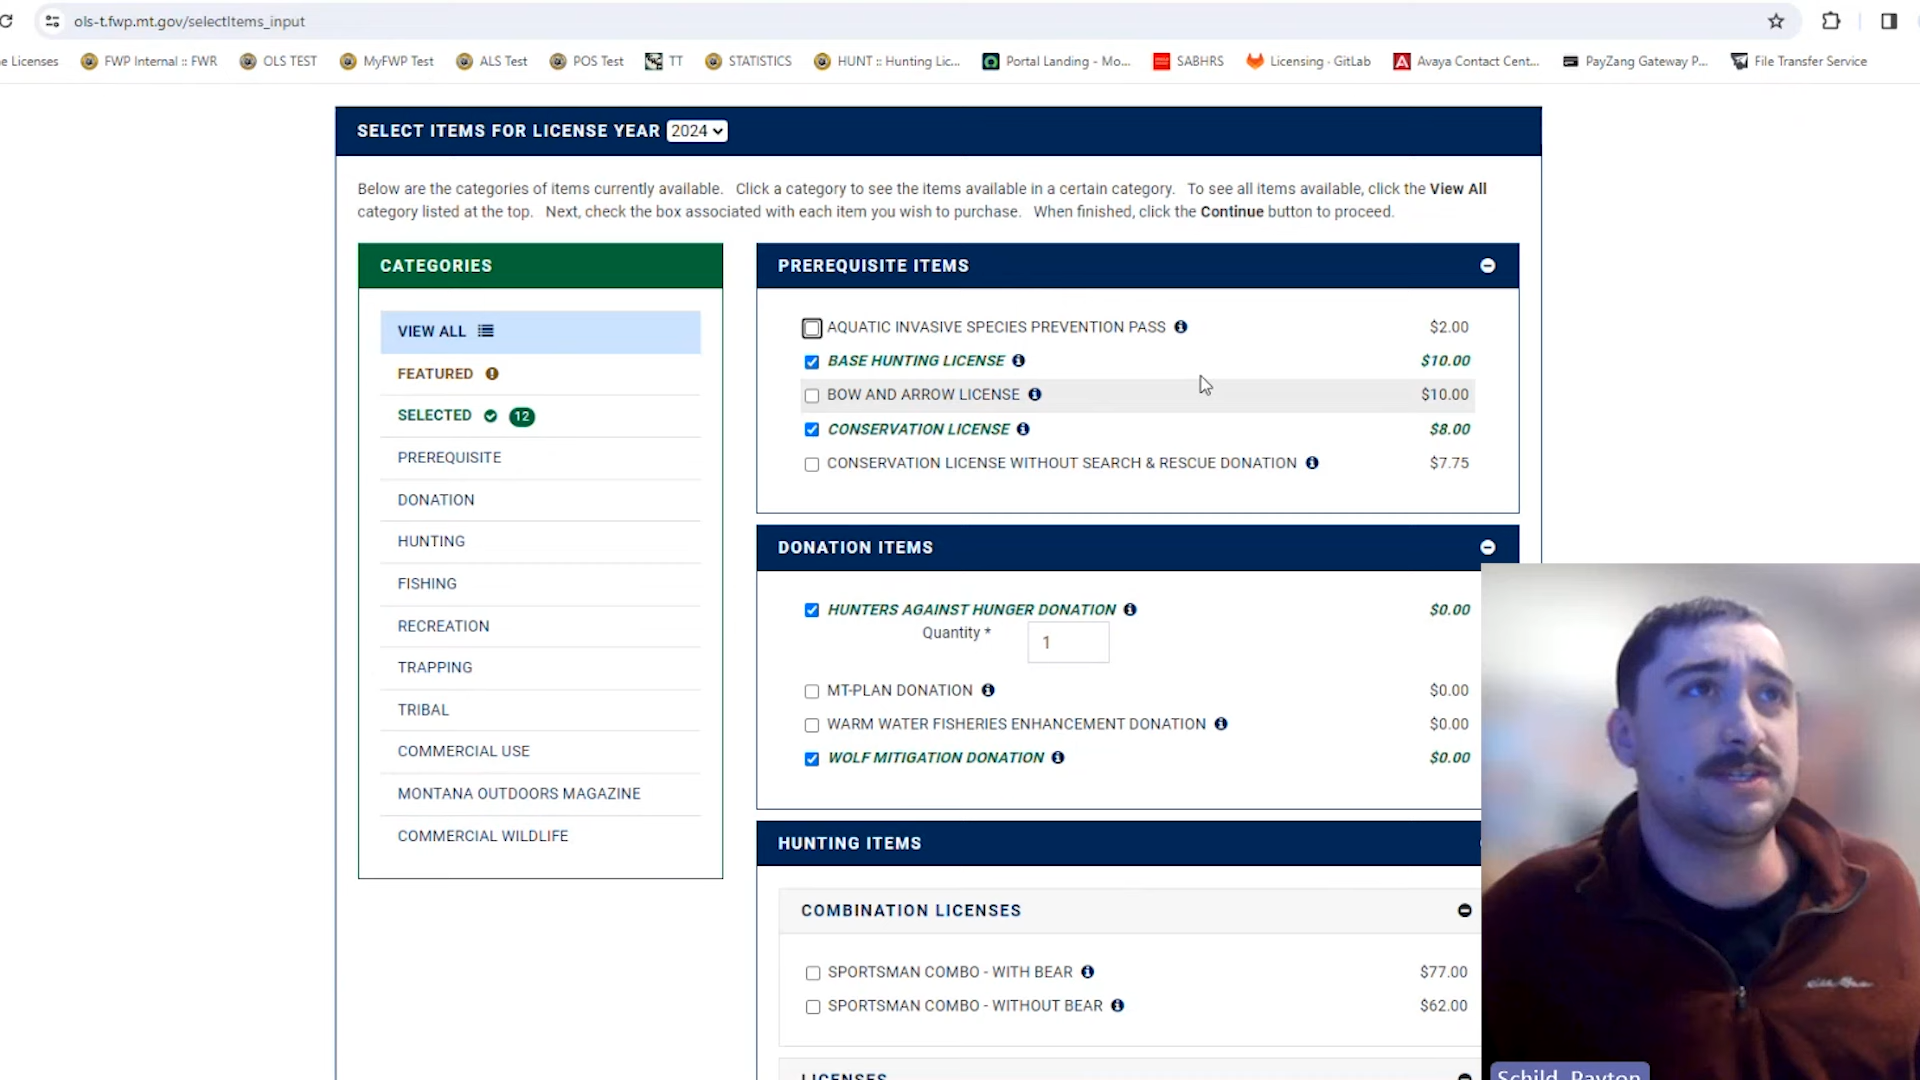 ols-t.fwp.mt.gov/selectItems_input
e Licenses FWP Internal :: FWR OLS TEST MyFWP Test ALS Test POS Test TT STATISTICS HUNT :: Hunting Lic... Portal Landing - Mo... SABHRS Licensing · GitLab Avaya Contact Cent... PayZang Gateway P... File Transfer Service
SELECT ITEMS FOR LICENSE YEAR 2024
Below are the categories of items currently available. Click a category to see the items available in a certain category. To see all items available, click the View All
category listed at the top. Next, check the box associated with each item you wish to purchase. When finished, click the Continue button to proceed.
CATEGORIES
VIEW ALL
FEATURED
SELECTED 12
PREREQUISITE
DONATION
HUNTING
FISHING
RECREATION
TRAPPING
TRIBAL
COMMERCIAL USE
MONTANA OUTDOORS MAGAZINE
COMMERCIAL WILDLIFE
PREREQUISITE ITEMS
AQUATIC INVASIVE SPECIES PREVENTION PASS $2.00
BASE HUNTING LICENSE $10.00
BOW AND ARROW LICENSE $10.00
CONSERVATION LICENSE $8.00
CONSERVATION LICENSE WITHOUT SEARCH & RESCUE DONATION $7.75
DONATION ITEMS
HUNTERS AGAINST HUNGER DONATION $0.00
Quantity * 1
MT-PLAN DONATION $0.00
WARM WATER FISHERIES ENHANCEMENT DONATION $0.00
WOLF MITIGATION DONATION $0.00
HUNTING ITEMS
COMBINATION LICENSES
SPORTSMAN COMBO - WITH BEAR $77.00
SPORTSMAN COMBO - WITHOUT BEAR $62.00
LICENSES
Schild, Payton